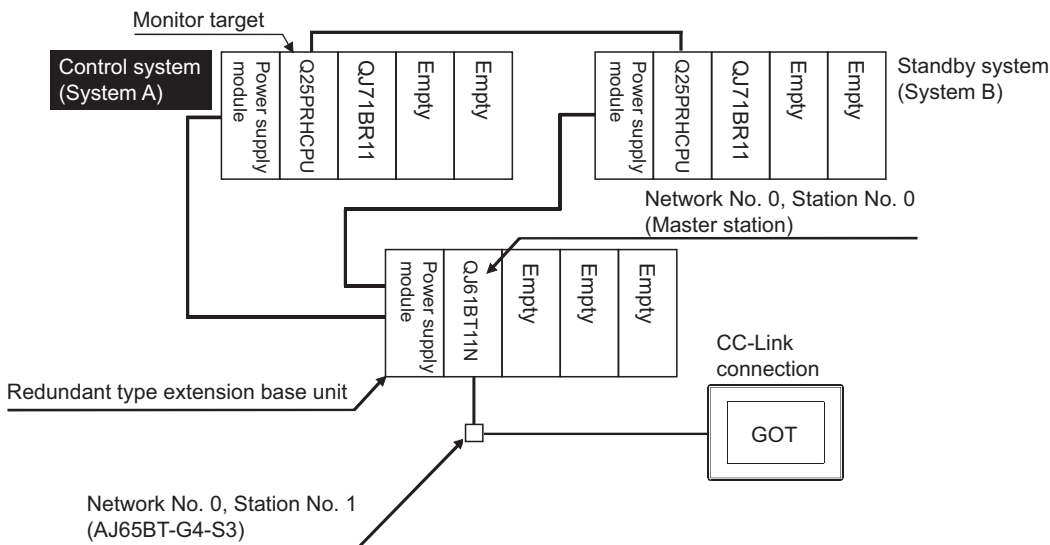 Monitor target
Control system
(System A)
Power supply
module
Q25PRHCPU
QJ71BR11
Empty
Empty
Power supply
module
Q25PRHCPU
QJ71BR11
Empty
Empty
Standby system
(System B)
Network No. 0, Station No. 0
(Master station)
Power supply
module
QJ61BT11N
Empty
Empty
Empty
CC-Link
connection
Redundant type extension base unit
GOT
Network No. 0, Station No. 1
(AJ65BT-G4-S3)